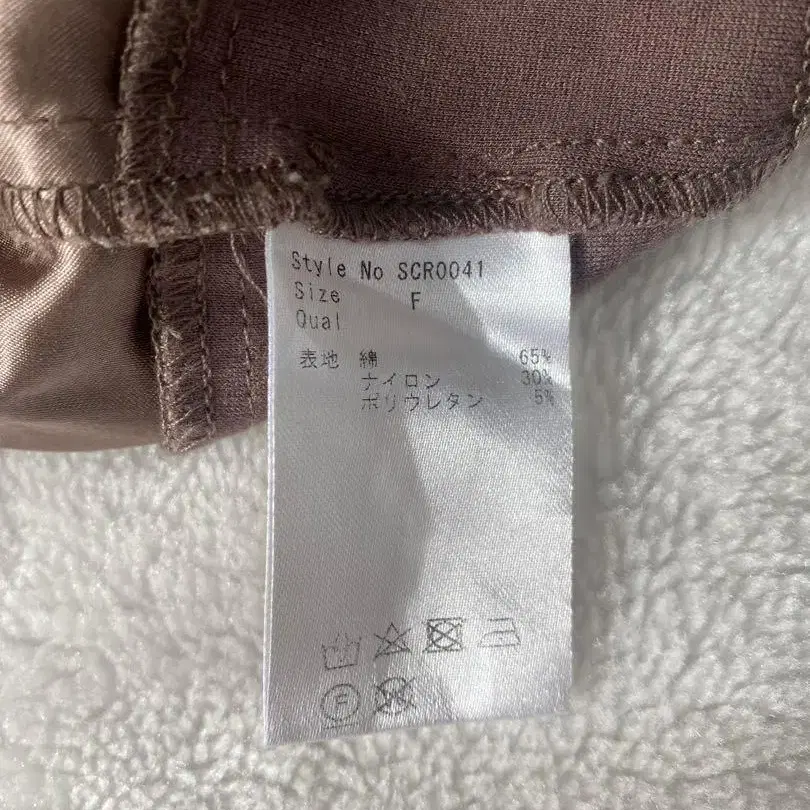 Style No SCR0041
Size F
Qual
表地 綿 65%
ナイロン 30%
ポリウレタン 5%
F